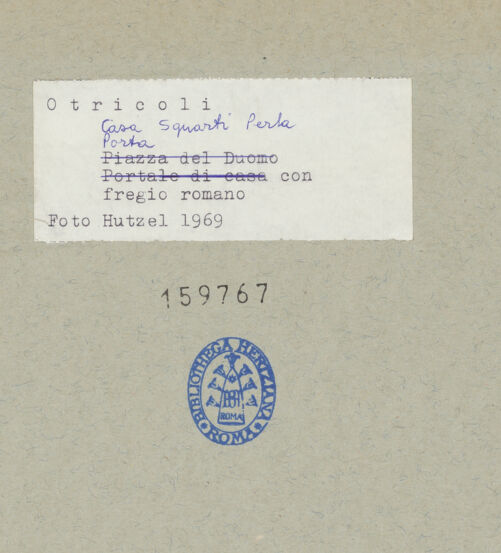 O t r i c o l i
Casa Squarti Perla
Porta
Piazza del Duomo
Portale di casa con
fregio romano
Foto Hutzel 1969
159767
BIBLIOTHECA HERTZIANA
ROMA
ROMA